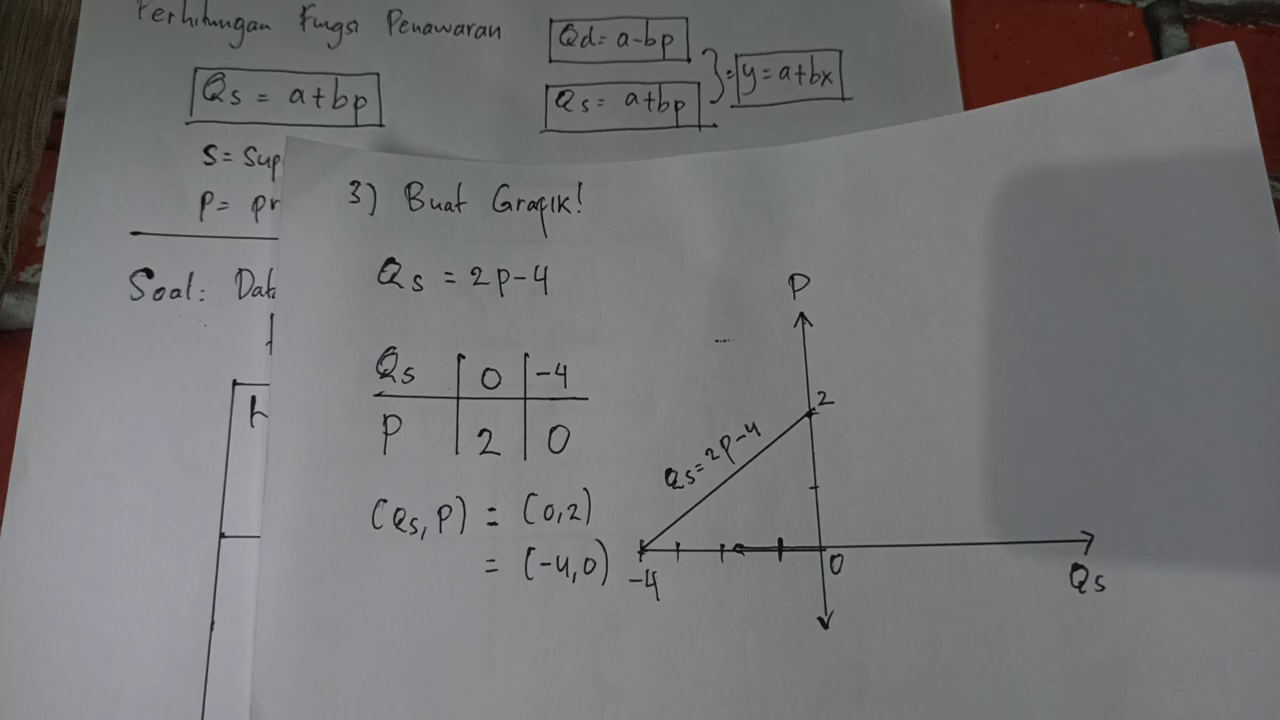 Perhitungan Fungsi Penawaran
Qs = a+bp
Qd = a-bp
Qs = a+bp
} = y = a+bx
S = Sup
P = pr
Soal:
3) Buat Grafik!
Qs = 2p-4
Qs | 0 | -4
P | 2 | 0
(Qs, P) = (0,2)
= (-4,0)
P
2
Qs=2p-4
-4
0
Qs